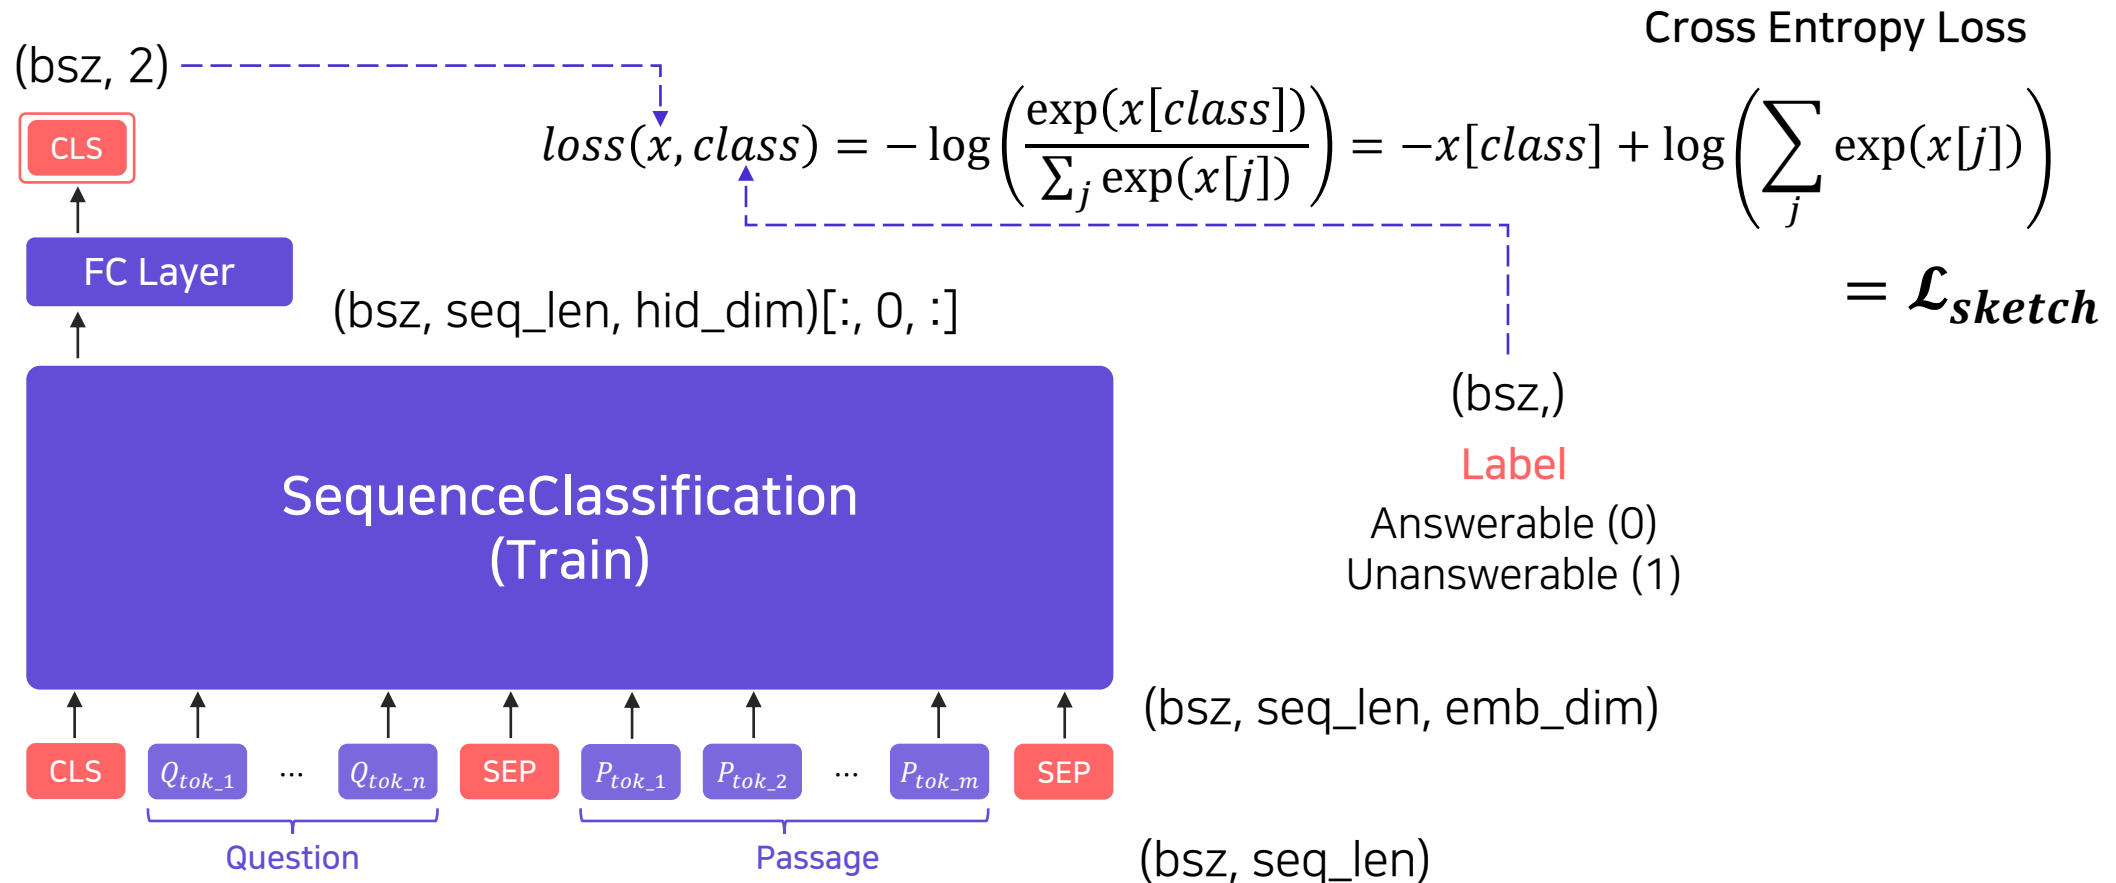 Cross Entropy Loss
(bsz, 2)
CLS
loss(x, class) = − log(exp(x[class]) / ∑_j exp(x[j])) = −x[class] + log(∑_j exp(x[j]))
= ℒ_sketch
FC Layer
(bsz, seq_len, hid_dim)[:, 0, :]
(bsz,)
Label
Answerable (0)
Unanswerable (1)
SequenceClassification
(Train)
(bsz, seq_len, emb_dim)
CLS Q_tok_1 ... Q_tok_n SEP P_tok_1 P_tok_2 ... P_tok_m SEP
Question Passage
(bsz, seq_len)